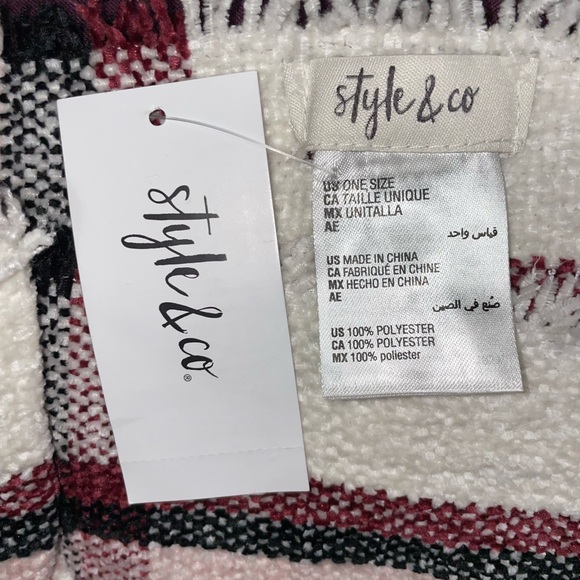 style & co
US ONE SIZE
CA TAILLE UNIQUE
MX UNITALLA
AE
قياس واحد
US MADE IN CHINA
CA FABRIQUÉ EN CHINE
MX HECHO EN CHINA
AE
صنع في الصين
US 100% POLYESTER
CA 100% POLYESTER
MX 100% poliester
style & co®